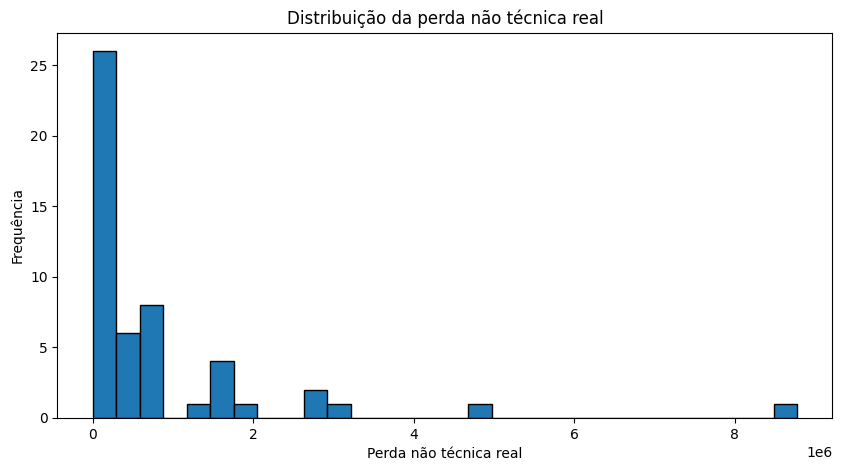 Distribuição da perda não técnica real
Frequência
25
20
15
10
5
0
0 2 4 6 8
1e6
Perda não técnica real